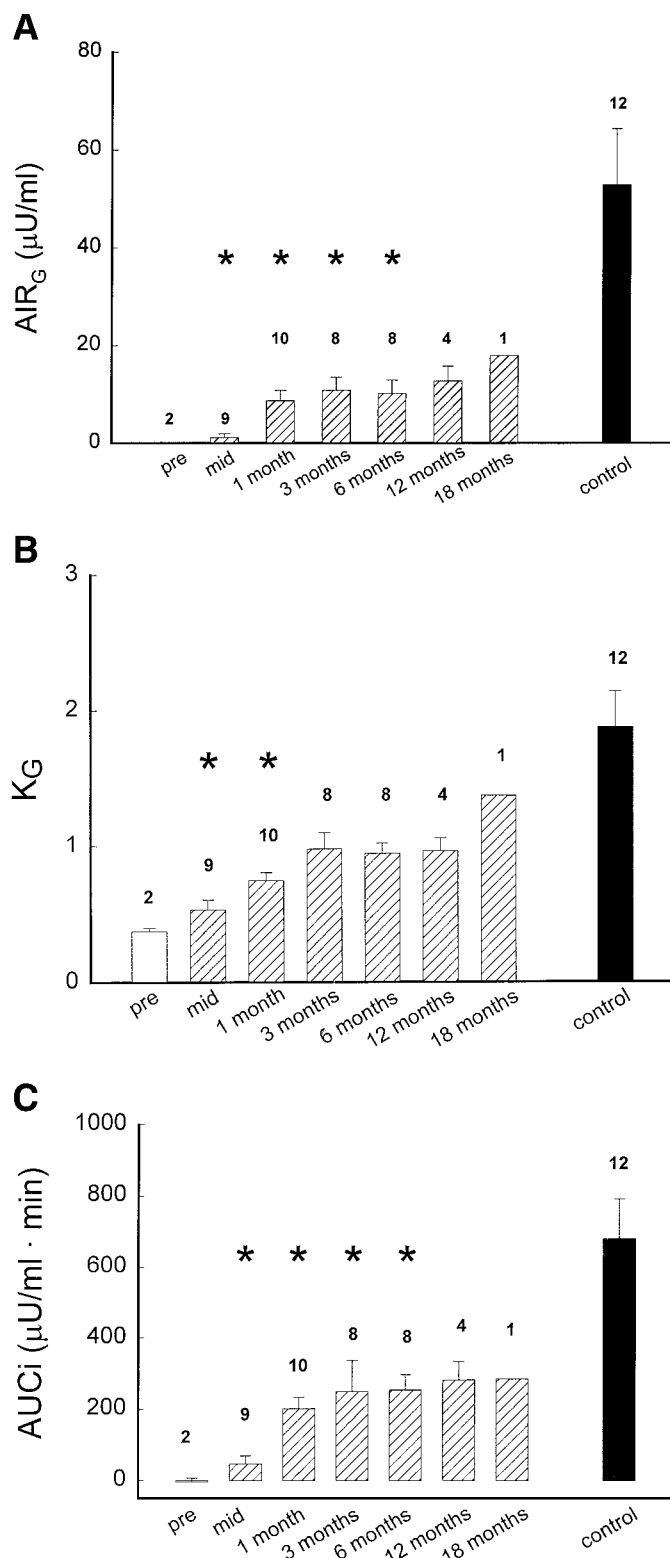 A
80
60
40
20
0
AIR_G (µU/ml)
12
* * * *
10 8 8 4 1
2 9
pre mid 1 month 3 months 6 months 12 months 18 months control
B
3
2
1
0
K_G
12
* *
1
8 8 4
10
9
2
pre mid 1 month 3 months 6 months 12 months 18 months control
C
1000
800
600
400
200
0
AUCi (µU/ml · min)
12
* * * *
8 8 4 1
10
9
2
pre mid 1 month 3 months 6 months 12 months 18 months control